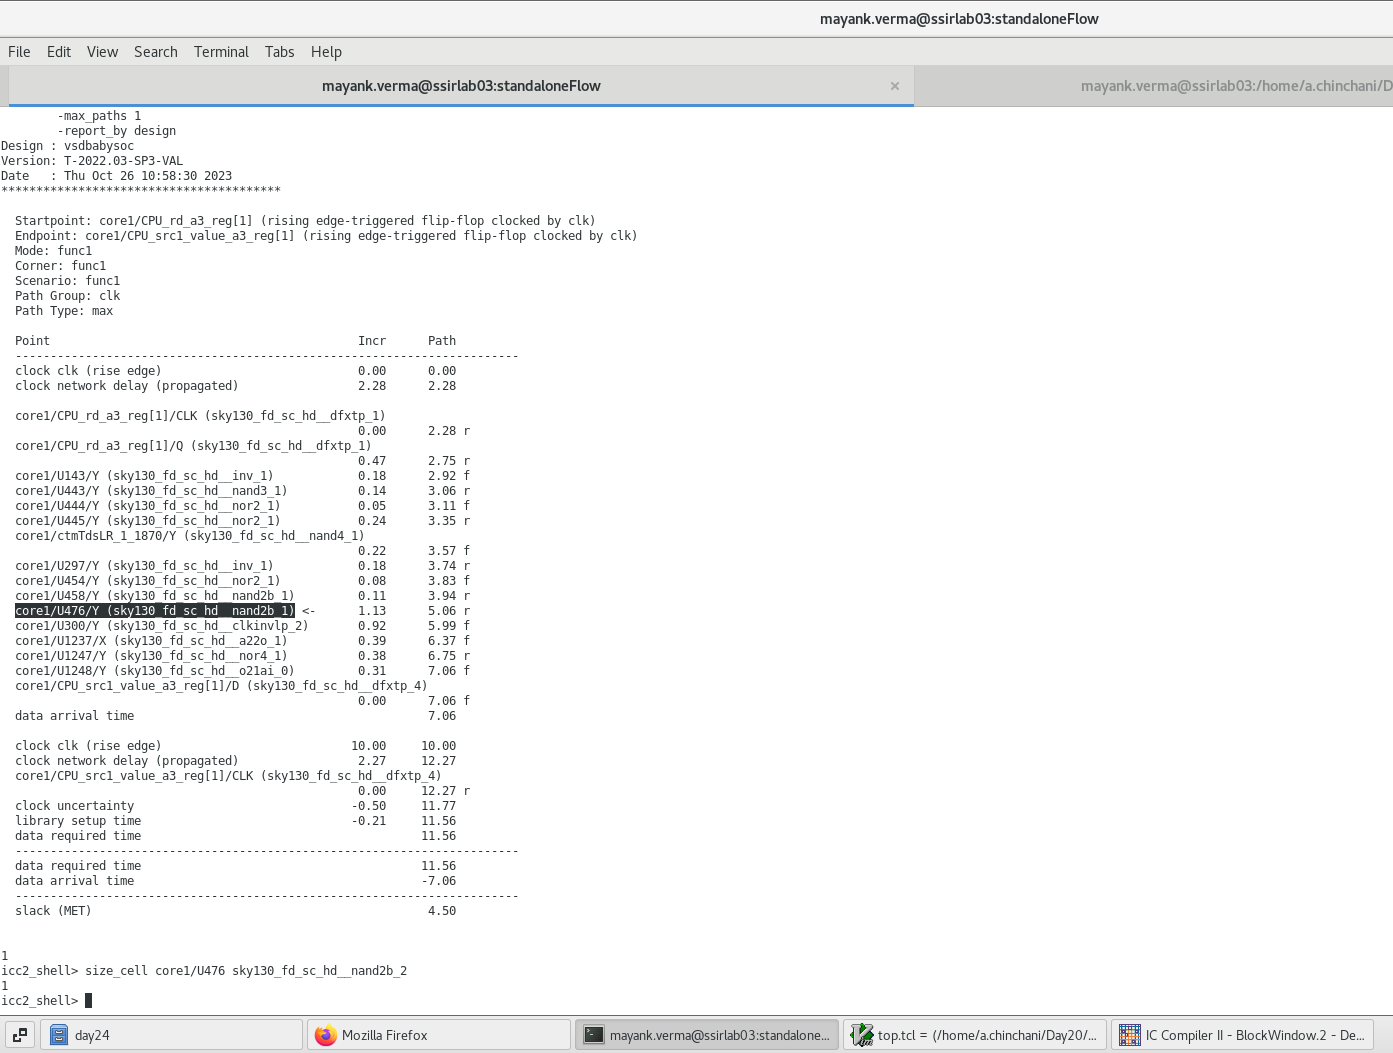 mayank.verma@ssirlab03:standaloneFlow
File Edit View Search Terminal Tabs Help
mayank.verma@ssirlab03:standaloneFlow × mayank.verma@ssirlab03:/home/a.chinchani/D
-max_paths 1
-report_by design
Design : vsdbabysoc
Version: T-2022.03-SP3-VAL
Date   : Thu Oct 26 10:58:30 2023
****************************************
Startpoint: core1/CPU_rd_a3_reg[1] (rising edge-triggered flip-flop clocked by clk)
Endpoint: core1/CPU_src1_value_a3_reg[1] (rising edge-triggered flip-flop clocked by clk)
Mode: func1
Corner: func1
Scenario: func1
Path Group: clk
Path Type: max
Point Incr Path
------------------------------------------------------------------------
clock clk (rise edge) 0.00 0.00
clock network delay (propagated) 2.28 2.28
core1/CPU_rd_a3_reg[1]/CLK (sky130_fd_sc_hd__dfxtp_1)
0.00 2.28 r
core1/CPU_rd_a3_reg[1]/Q (sky130_fd_sc_hd__dfxtp_1)
0.47 2.75 r
core1/U143/Y (sky130_fd_sc_hd__inv_1) 0.18 2.92 f
core1/U443/Y (sky130_fd_sc_hd__nand3_1) 0.14 3.06 r
core1/U444/Y (sky130_fd_sc_hd__nor2_1) 0.05 3.11 f
core1/U445/Y (sky130_fd_sc_hd__nor2_1) 0.24 3.35 r
core1/ctmTdsLR_1_1870/Y (sky130_fd_sc_hd__nand4_1)
0.22 3.57 f
core1/U297/Y (sky130_fd_sc_hd__inv_1) 0.18 3.74 r
core1/U454/Y (sky130_fd_sc_hd__nor2_1) 0.08 3.83 f
core1/U458/Y (sky130_fd_sc_hd__nand2b_1) 0.11 3.94 r
core1/U476/Y (sky130_fd_sc_hd__nand2b_1) <- 1.13 5.06 r
core1/U300/Y (sky130_fd_sc_hd__clkinvlp_2) 0.92 5.99 f
core1/U1237/X (sky130_fd_sc_hd__a22o_1) 0.39 6.37 f
core1/U1247/Y (sky130_fd_sc_hd__nor4_1) 0.38 6.75 r
core1/U1248/Y (sky130_fd_sc_hd__o21ai_0) 0.31 7.06 f
core1/CPU_src1_value_a3_reg[1]/D (sky130_fd_sc_hd__dfxtp_4)
0.00 7.06 f
data arrival time 7.06
clock clk (rise edge) 10.00 10.00
clock network delay (propagated) 2.27 12.27
core1/CPU_src1_value_a3_reg[1]/CLK (sky130_fd_sc_hd__dfxtp_4)
0.00 12.27 r
clock uncertainty -0.50 11.77
library setup time -0.21 11.56
data required time 11.56
------------------------------------------------------------------------
data required time 11.56
data arrival time -7.06
------------------------------------------------------------------------
slack (MET) 4.50
1
icc2_shell> size_cell core1/U476 sky130_fd_sc_hd__nand2b_2
1
icc2_shell>
day24 Mozilla Firefox mayank.verma@ssirlab03:standalone... top.tcl = (/home/a.chinchani/Day20/... IC Compiler II - BlockWindow.2 - De...